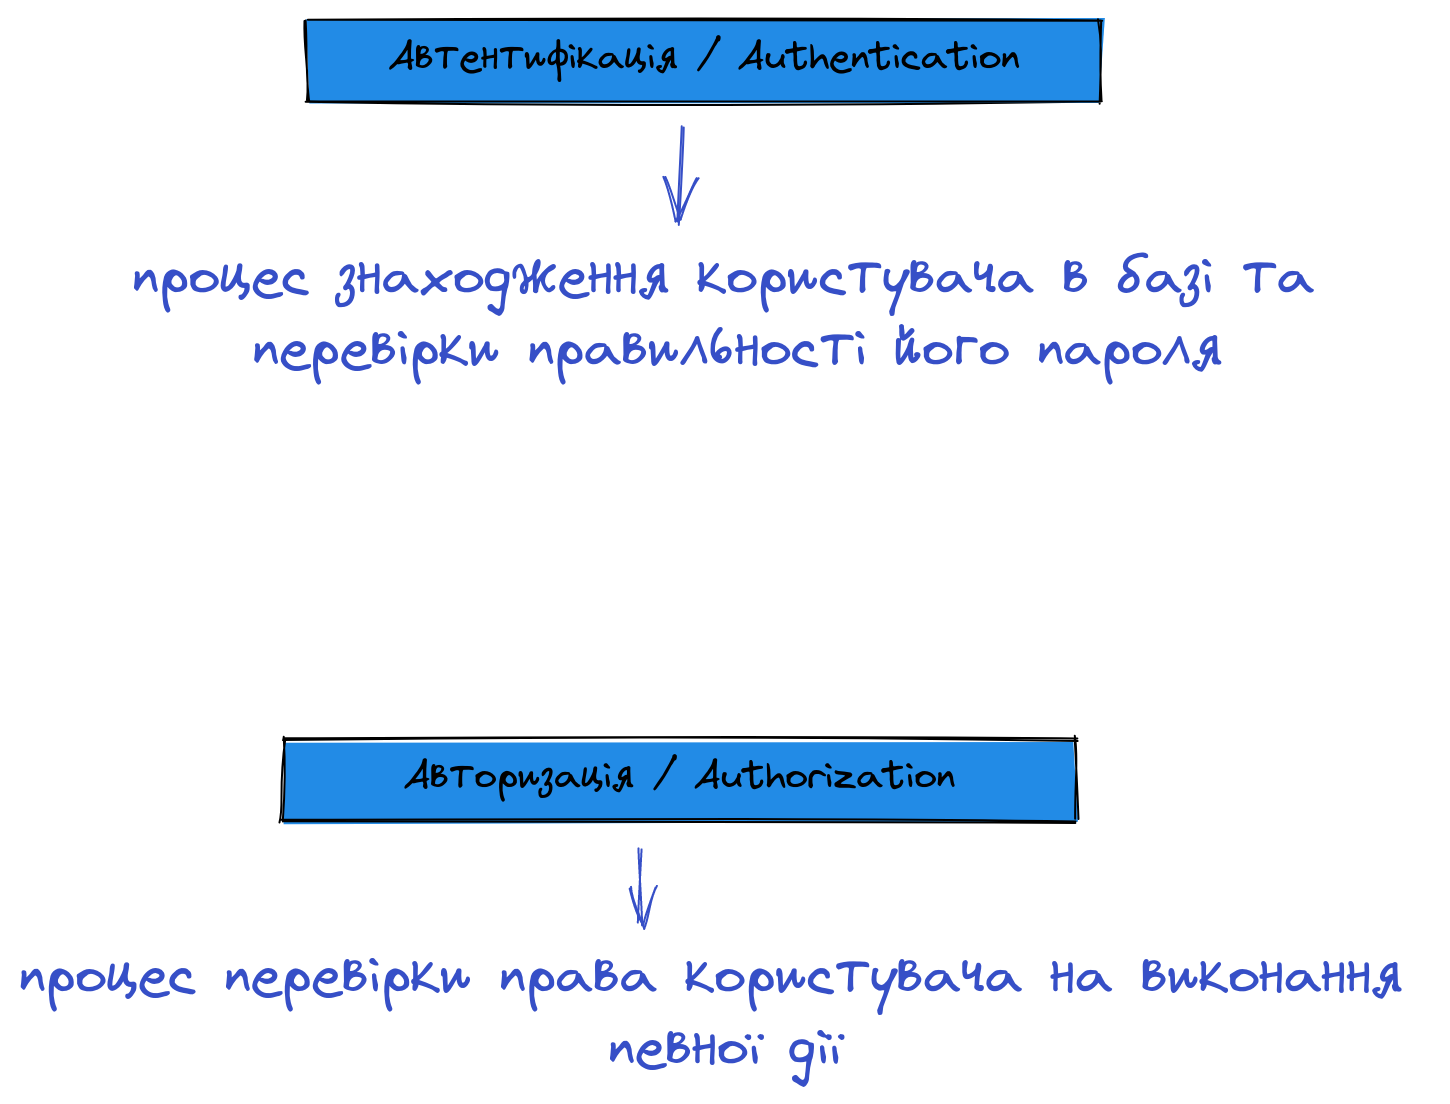 Автентифікація / Authentication
процес знаходження користувача в базі та
перевірки правильності його пароля
Авторизація / Authorization
процес перевірки права користувача на виконання
певної дії